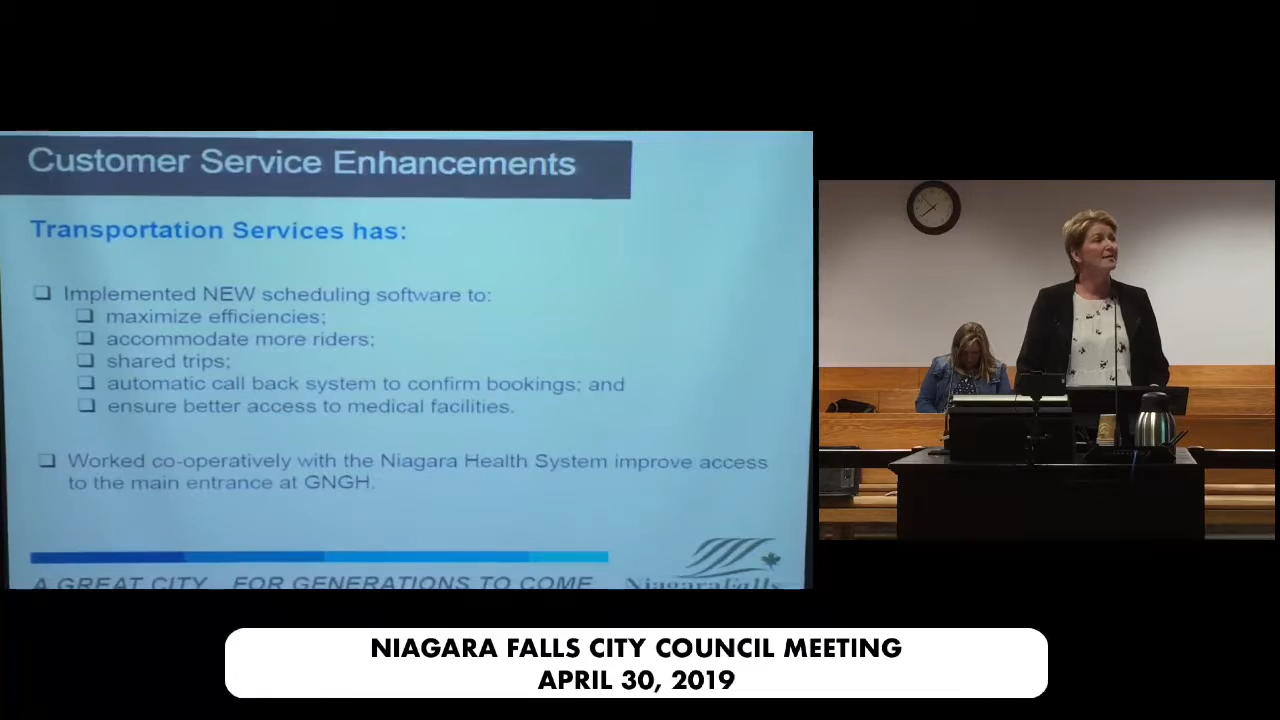 Customer Service Enhancements
Transportation Services has:
Implemented NEW scheduling software to:
maximize efficiencies;
accommodate more riders;
shared trips;
automatic call back system to confirm bookings; and
ensure better access to medical facilities.
Worked co-operatively with the Niagara Health System improve access
to the main entrance at GNGH.
A GREAT CITY...FOR GENERATIONS TO COME
NiagaraFalls
NIAGARA FALLS CITY COUNCIL MEETING
APRIL 30, 2019